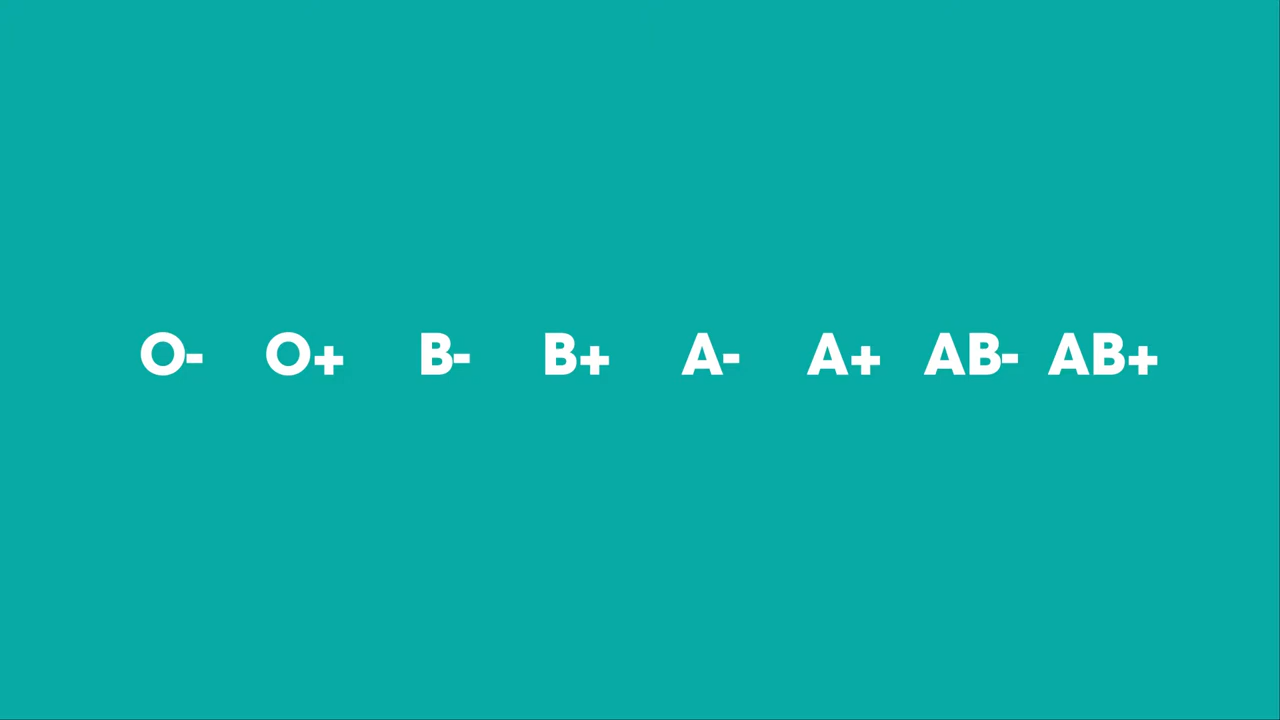 O- O+ B- B+ A- A+ AB- AB+